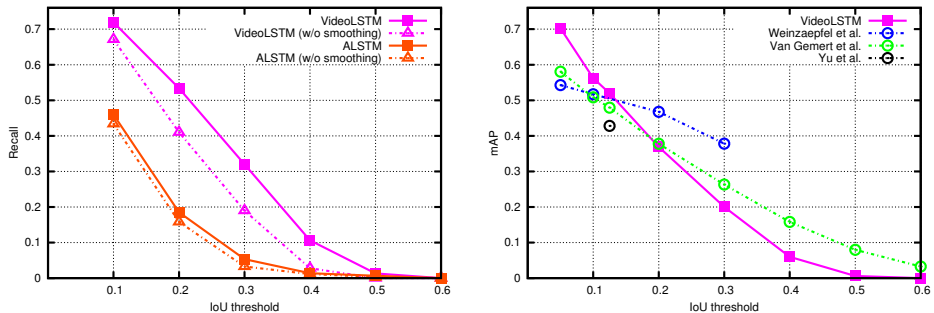 VideoLSTM
VideoLSTM (w/o smoothing)
ALSTM
ALSTM (w/o smoothing)
0.7
0.6
0.5
0.4
0.3
0.2
0.1
0
Recall
0.1 0.2 0.3 0.4 0.5 0.6
IoU threshold
VideoLSTM
Weinzaepfel et al.
Van Gemert et al.
Yu et al.
0.7
0.6
0.5
0.4
0.3
0.2
0.1
0
mAP
0.1 0.2 0.3 0.4 0.5 0.6
IoU threshold